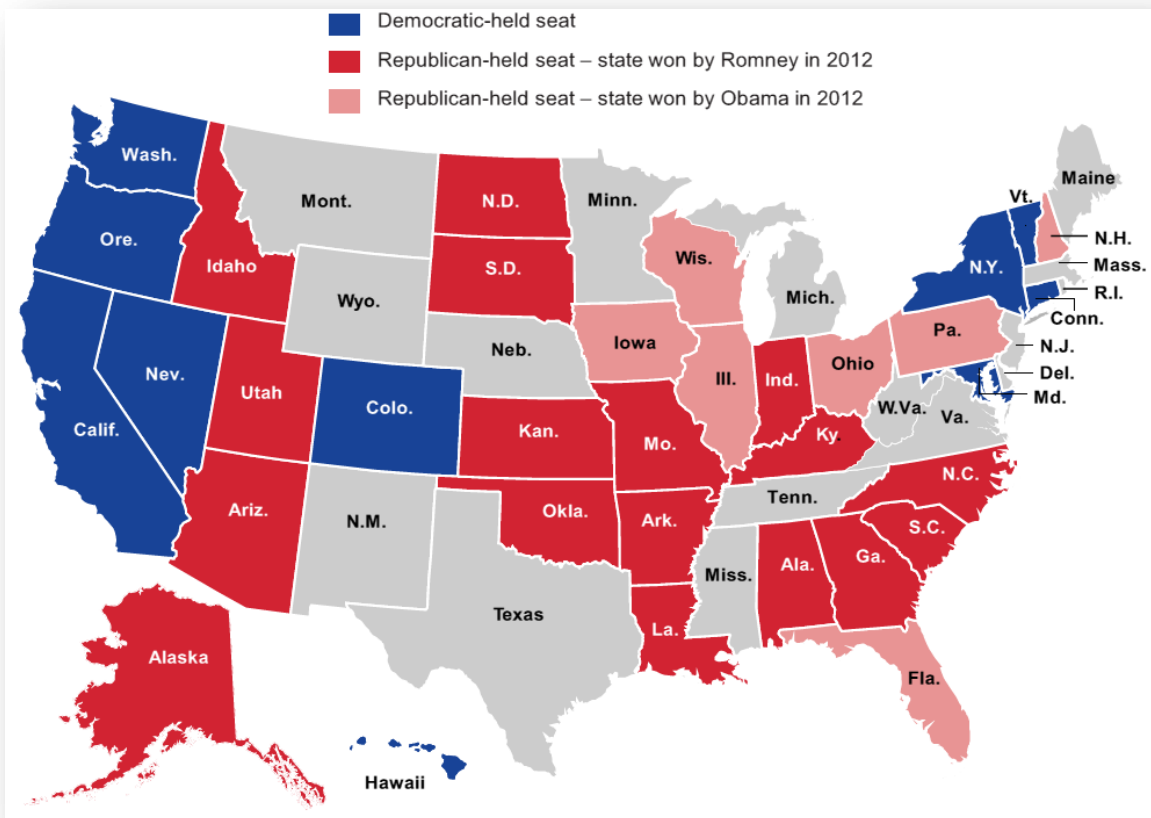 Democratic-held seat
Republican-held seat – state won by Romney in 2012
Republican-held seat – state won by Obama in 2012
Wash.
Mont.
N.D.
Minn.
Vt.
Maine
Ore.
Idaho
S.D.
Wis.
N.Y.
N.H.
Mass.
Wyo.
Mich.
R.I.
Conn.
Nev.
Neb.
Iowa
Pa.
N.J.
Utah
Colo.
Ill.
Ind.
Ohio
Del.
Md.
Calif.
Kan.
Mo.
Ky.
W.Va.
Va.
Ariz.
N.M.
Okla.
Ark.
Tenn.
N.C.
S.C.
Texas
Miss.
Ala.
Ga.
La.
Alaska
Fla.
Hawaii